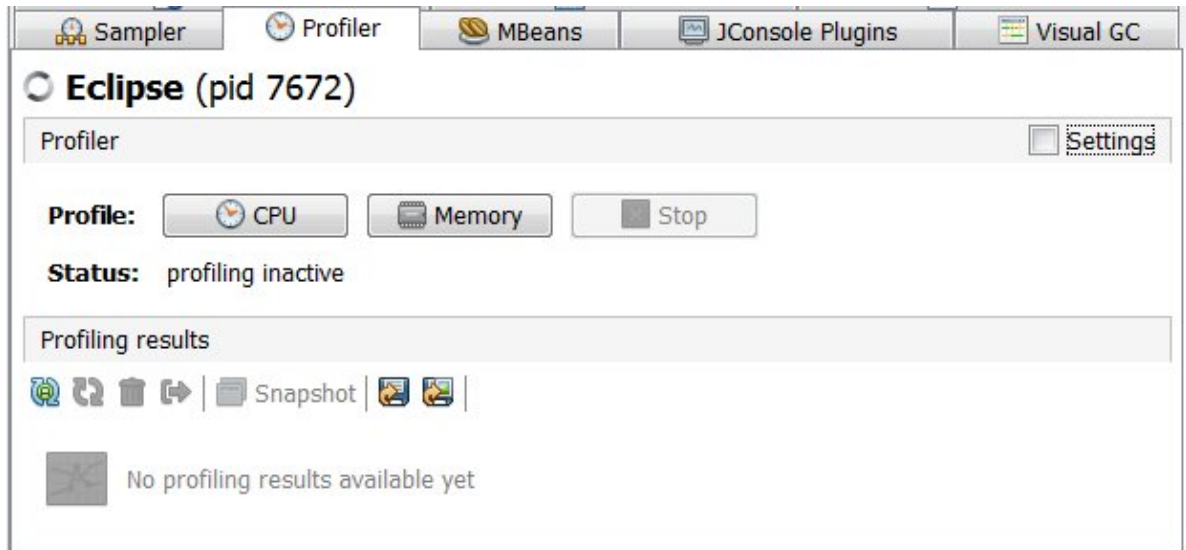 Sampler Profiler MBeans JConsole Plugins Visual GC
Eclipse (pid 7672)
Profiler Settings
Profile: CPU Memory Stop
Status: profiling inactive
Profiling results
Snapshot
No profiling results available yet